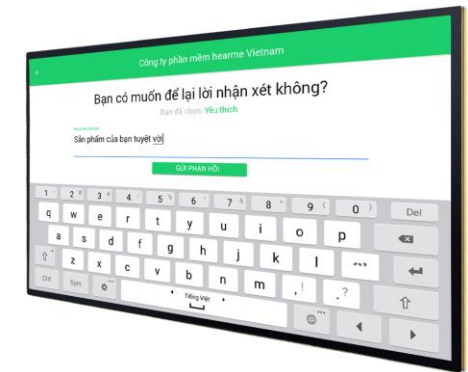 Công ty phần mềm hearme Vietnam
Bạn có muốn để lại lời nhận xét không?
Bạn đã chọn: Yêu thích
Sản phẩm của bạn tuyệt vời
GỬI PHẢN HỒI
1 2 3 4 5 6 7 8 9 ( 0 ) Del
q w e r t y u i o p
a s d f g h j k l
z x c v b n m , ! . ?
Ctrl Sym Tiếng Việt